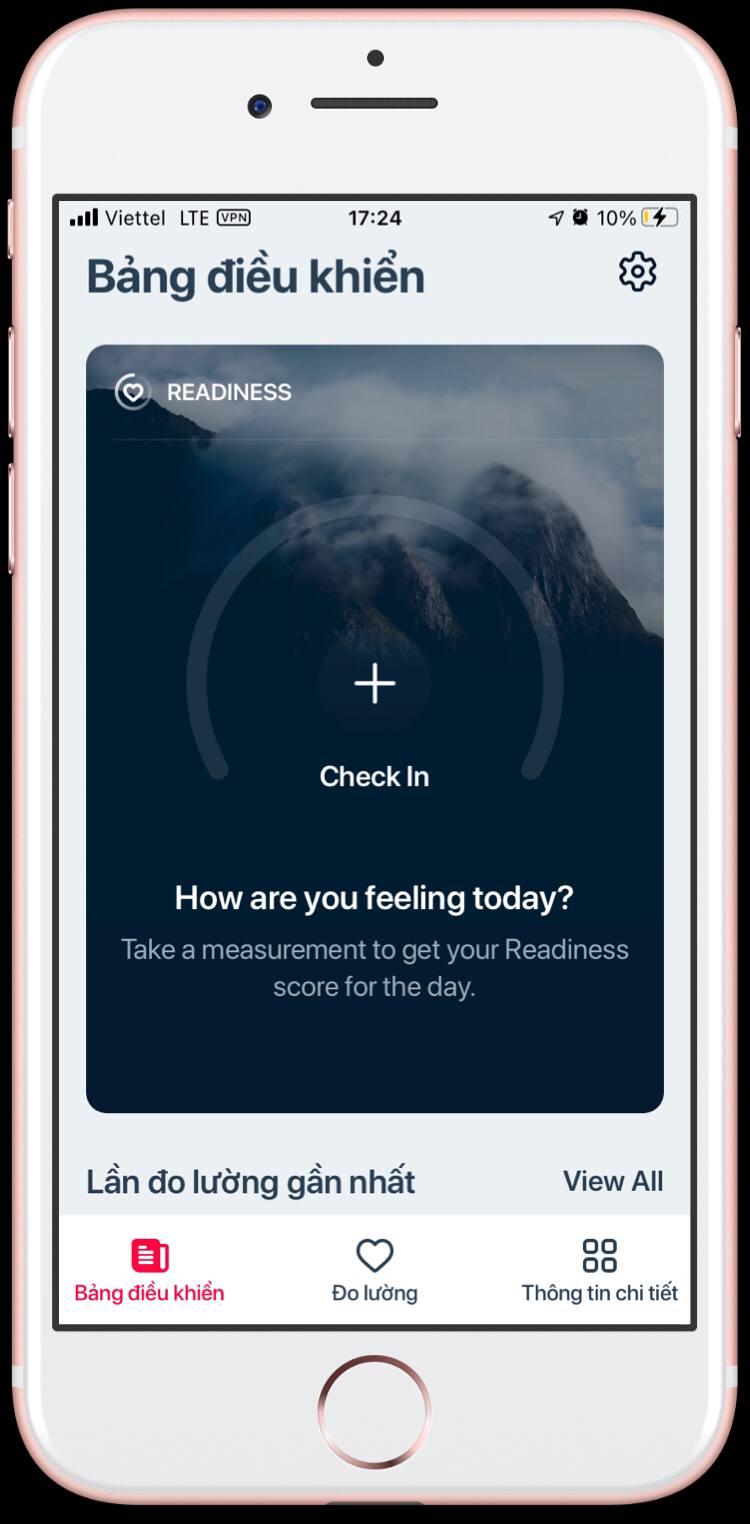 Viettel LTE VPN 17:24 10%
Bảng điều khiển
READINESS
Check In
How are you feeling today?
Take a measurement to get your Readiness
score for the day.
Lần đo lường gần nhất View All
Bảng điều khiển Đo lường Thông tin chi tiết